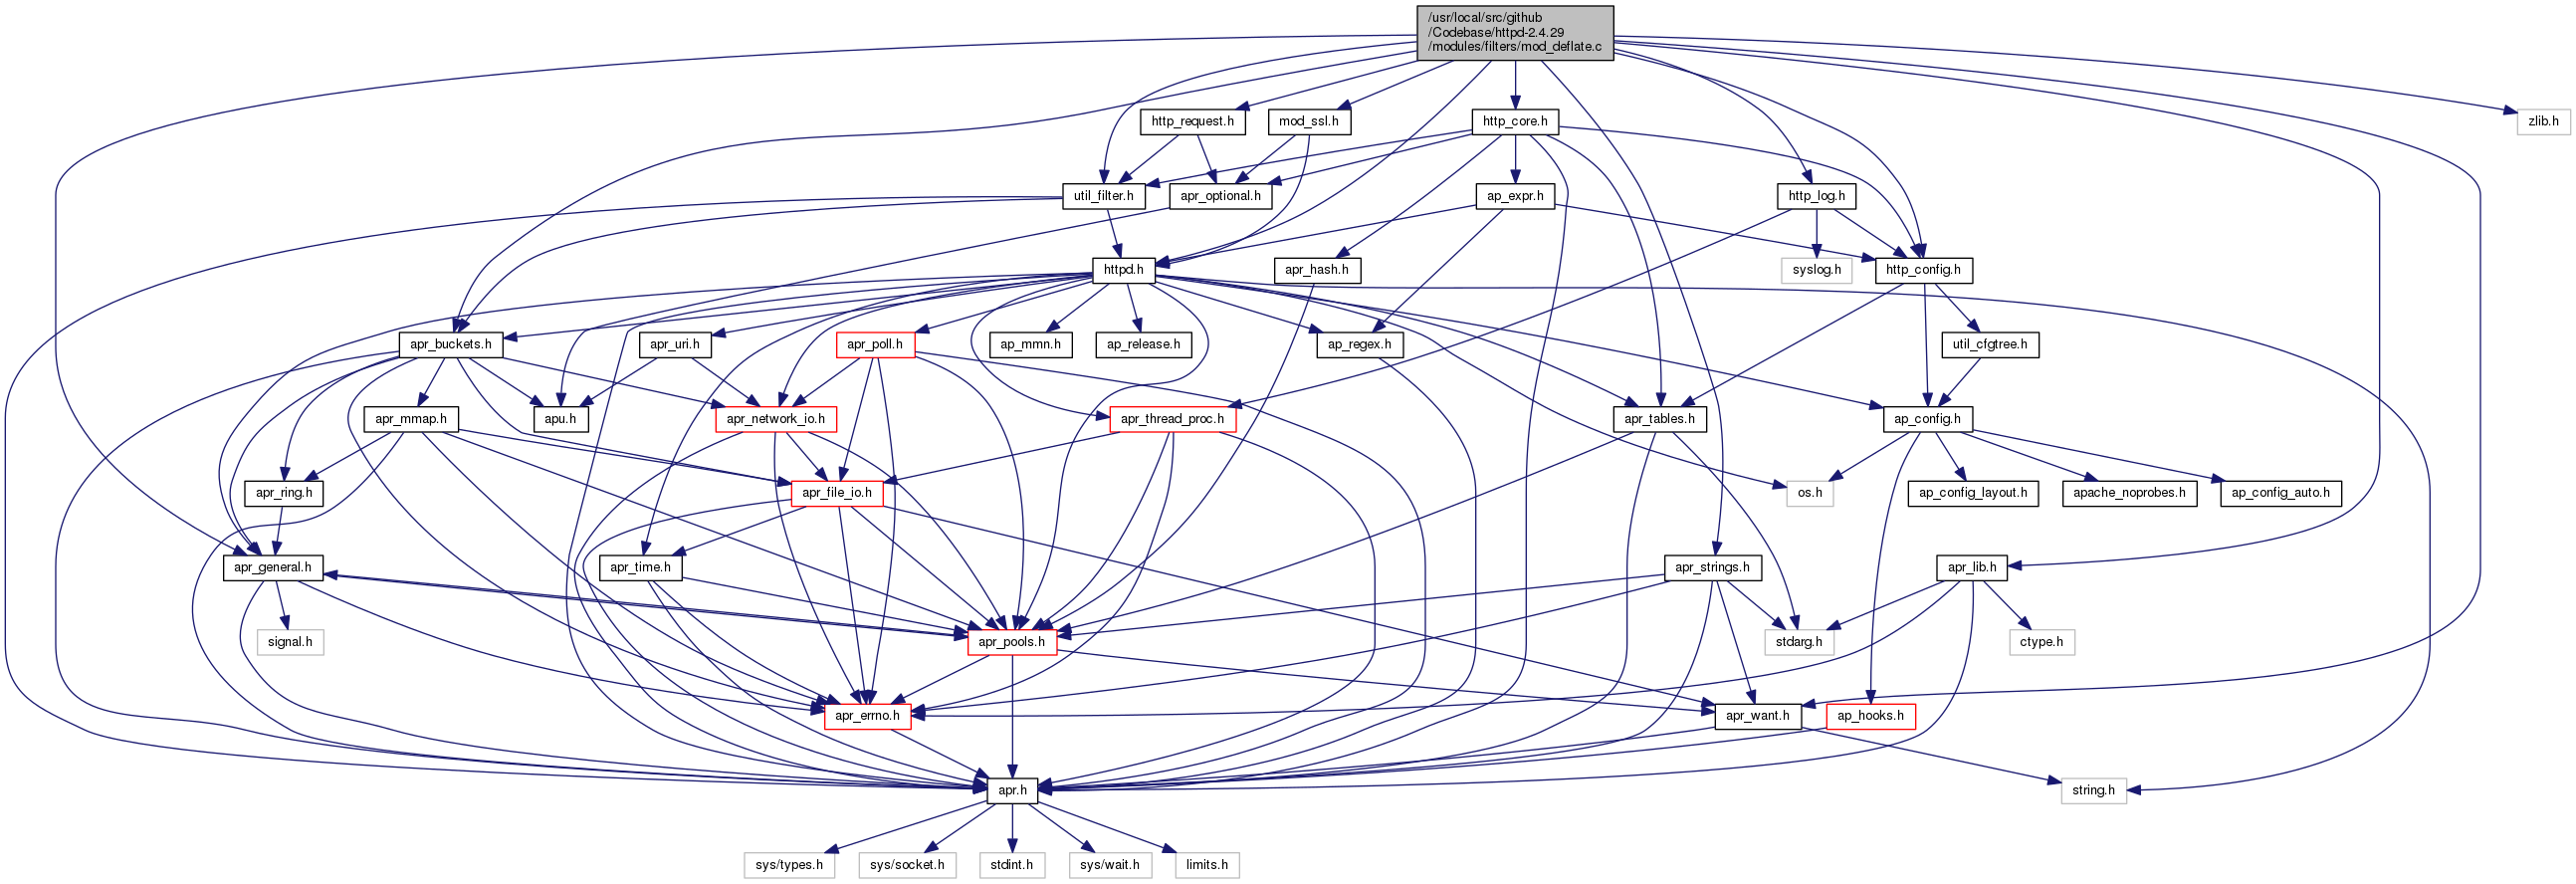 /usr/local/src/github
/Codebase/httpd-2.4.29
/modules/filters/mod_deflate.c
http_request.h
mod_ssl.h
http_core.h
zlib.h
util_filter.h
apr_optional.h
ap_expr.h
http_log.h
httpd.h
apr_hash.h
syslog.h
http_config.h
apr_buckets.h
apr_uri.h
apr_poll.h
ap_mmn.h
ap_release.h
ap_regex.h
util_cfgtree.h
apr_mmap.h
apu.h
apr_network_io.h
apr_thread_proc.h
apr_tables.h
ap_config.h
apr_ring.h
apr_file_io.h
os.h
ap_config_layout.h
apache_noprobes.h
ap_config_auto.h
apr_general.h
apr_time.h
apr_strings.h
apr_lib.h
signal.h
apr_pools.h
stdarg.h
ctype.h
apr_errno.h
apr_want.h
ap_hooks.h
apr.h
string.h
sys/types.h
sys/socket.h
stdint.h
sys/wait.h
limits.h